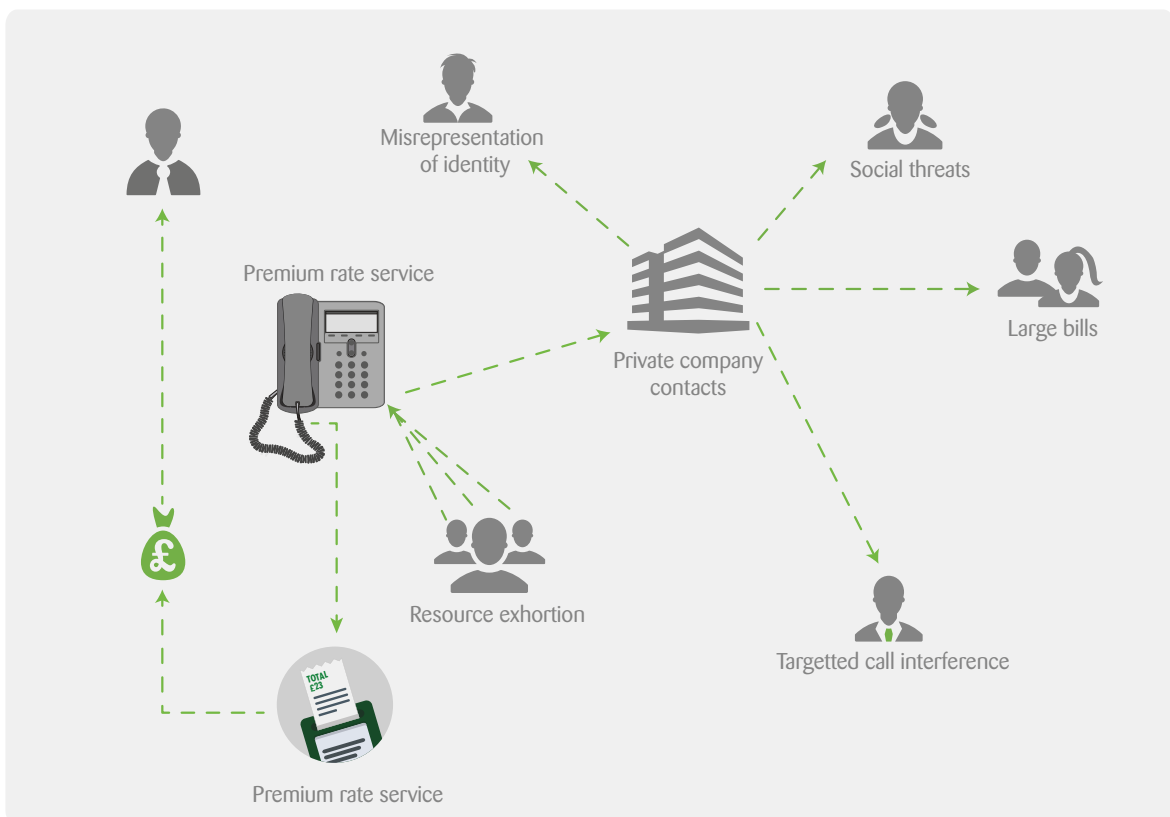 Misrepresentation
of identity
Social threats
Premium rate service
Large bills
Private company
contacts
£
Resource exhortion
Targetted call interference
TOTAL
£23
Premium rate service